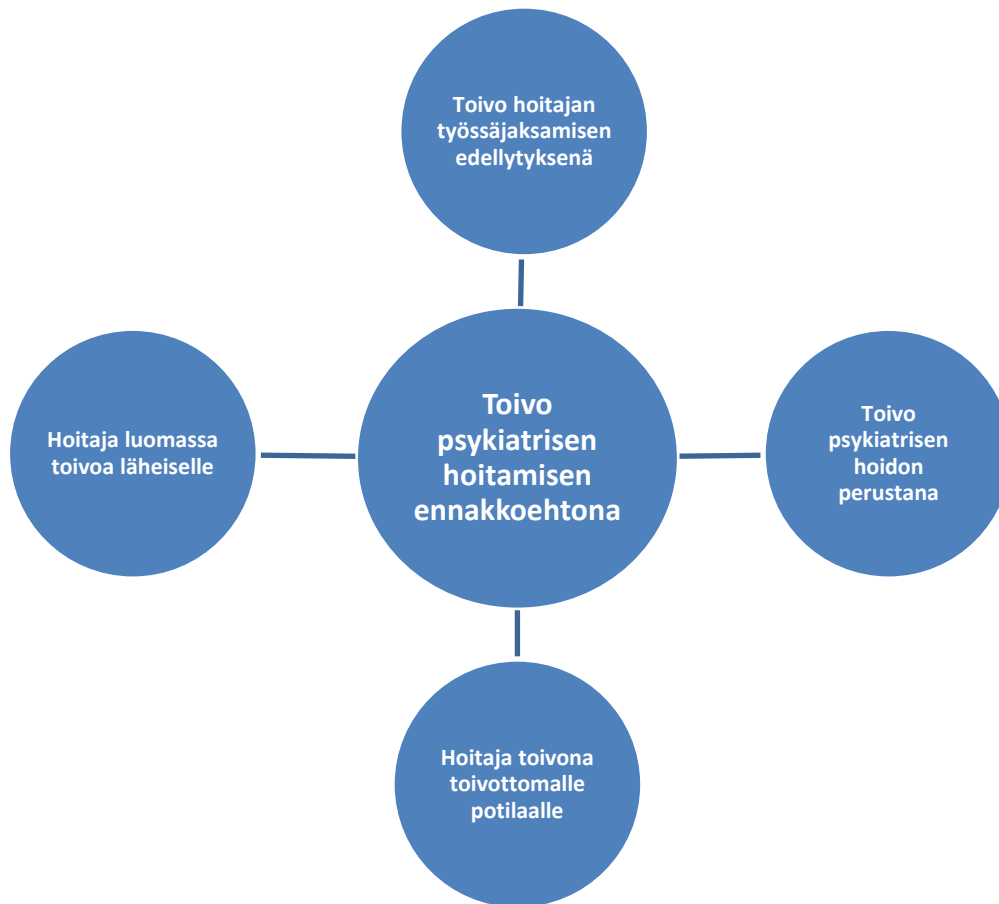 Toivo hoitajan
työssäjaksamisen
edellytyksenä
Hoitaja luomassa
toivoa läheiselle
Toivo
psykiatrisen
hoitamisen
ennakkoehtona
Toivo
psykiatrisen
hoidon
perustana
Hoitaja toivona
toivottomalle
potilaalle